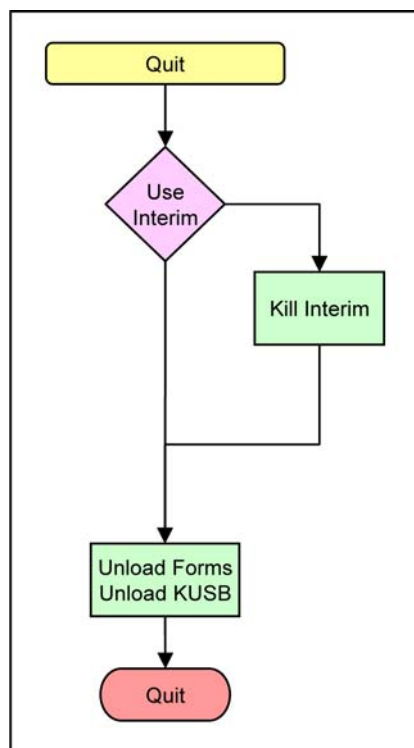 Quit
Use
Interim
Kill Interim
Unload Forms
Unload KUSB
Quit